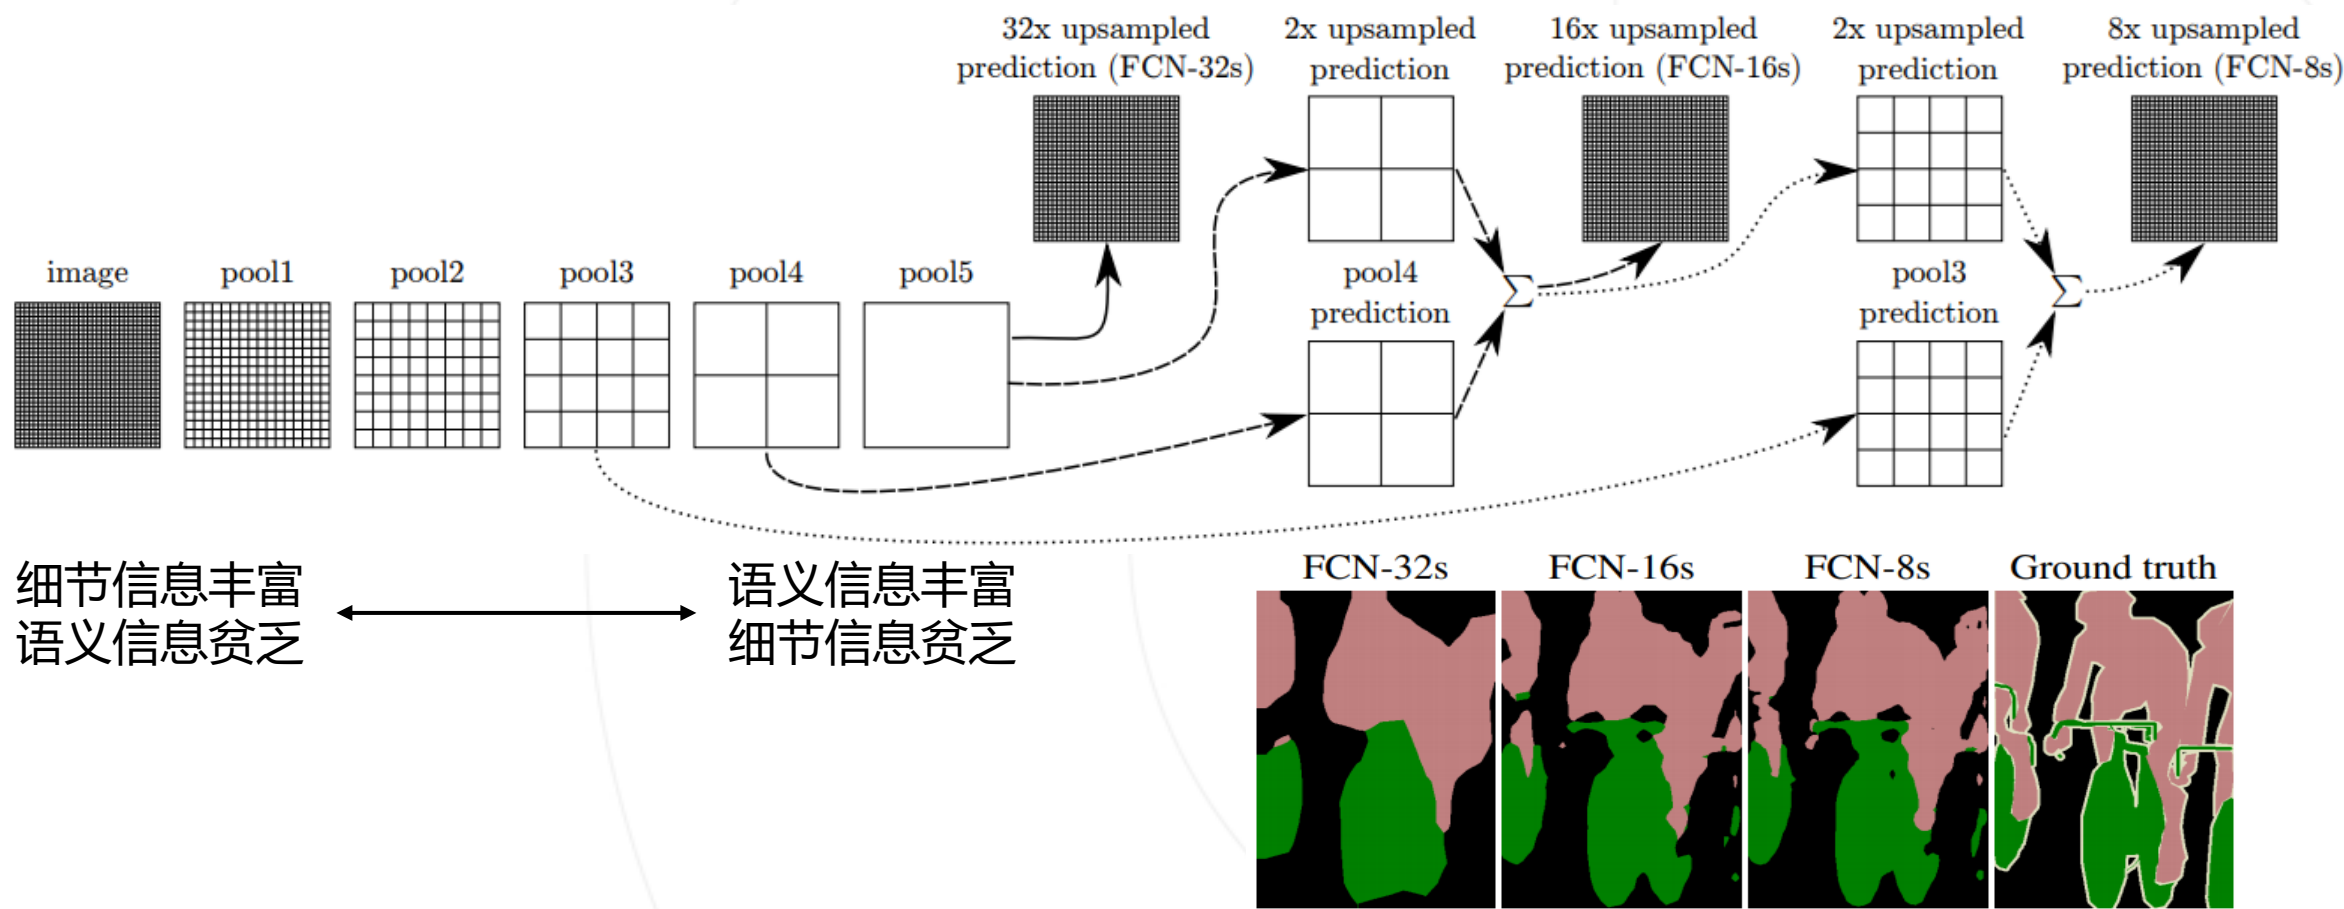 32x upsampled
prediction (FCN-32s)
2x upsampled
prediction
16x upsampled
prediction (FCN-16s)
2x upsampled
prediction
8x upsampled
prediction (FCN-8s)
image
pool1
pool2
pool3
pool4
pool5
pool4
prediction
Σ
pool3
prediction
Σ
细节信息丰富
语义信息贫乏
语义信息丰富
细节信息贫乏
FCN-32s
FCN-16s
FCN-8s
Ground truth